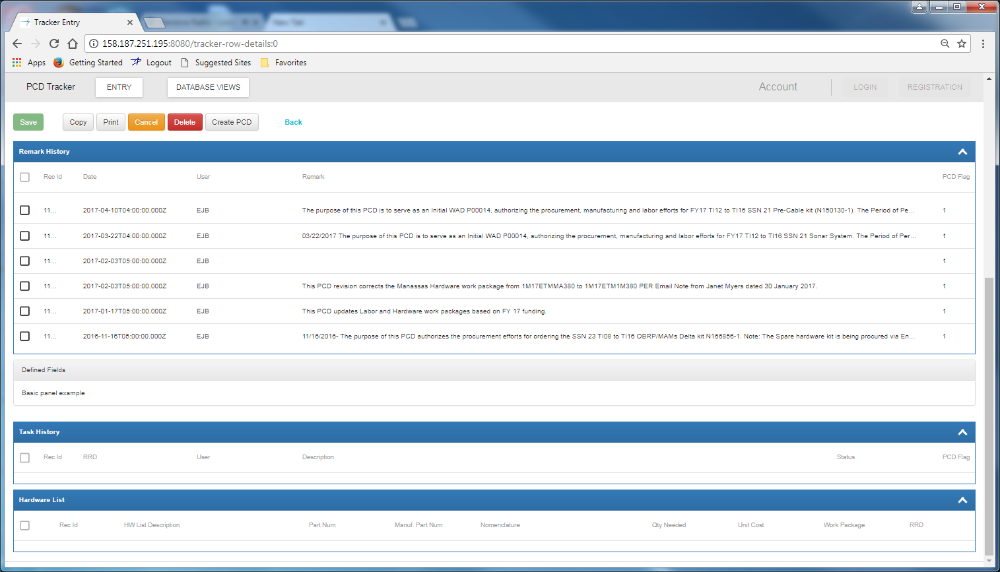 Tracker Entry
New Tab
158.187.251.195:8080/tracker-row-details:0
Apps Getting Started Logout Suggested Sites Favorites
PCD Tracker ENTRY DATABASE VIEWS Account LOGIN REGISTRATION
Save Copy Print Cancel Delete Create PCD Back
Remark History
Rec Id Date User Remark PCD Flag
11... 2017-04-10T04:00:00.000Z EJB The purpose of this PCD is to serve as an Initial WAD P00014, authorizing the procurement, manufacturing and labor efforts for FY17 TI12 to TI16 SSN 21 Pre-Cable kit (N150130-1). The Period of Pe... 1
11... 2017-03-22T04:00:00.000Z EJB 03/22/2017 The purpose of this PCD is to serve as an Initial WAD P00014, authorizing the procurement, manufacturing and labor efforts for FY17 TI12 to TI16 SSN 21 Sonar System. The Period of Per... 1
11... 2017-02-03T05:00:00.000Z EJB 1
11... 2017-02-03T05:00:00.000Z EJB This PCD revision corrects the Manassas Hardware work package from 1M17ETMMA380 to 1M17ETM1M380 PER Email Note from Janet Myers dated 30 January 2017. 1
11... 2017-01-17T05:00:00.000Z EJB This PCD updates Labor and Hardware work packages based on FY 17 funding. 1
11... 2016-11-16T05:00:00.000Z EJB 11/16/2016- The purpose of this PCD authorizes the procurement efforts for ordering the SSN 23 TI08 to TI16 OBRP/MAMs Delta kit N166856-1. Note: The Spare hardware kit is being procured via En... 1
Defined Fields
Basic panel example
Task History
Rec Id RRD User Description Status PCD Flag
Hardware List
Rec Id HW List Description Part Num Manuf. Part Num Nomenclature Qty Needed Unit Cost Work Package RRD